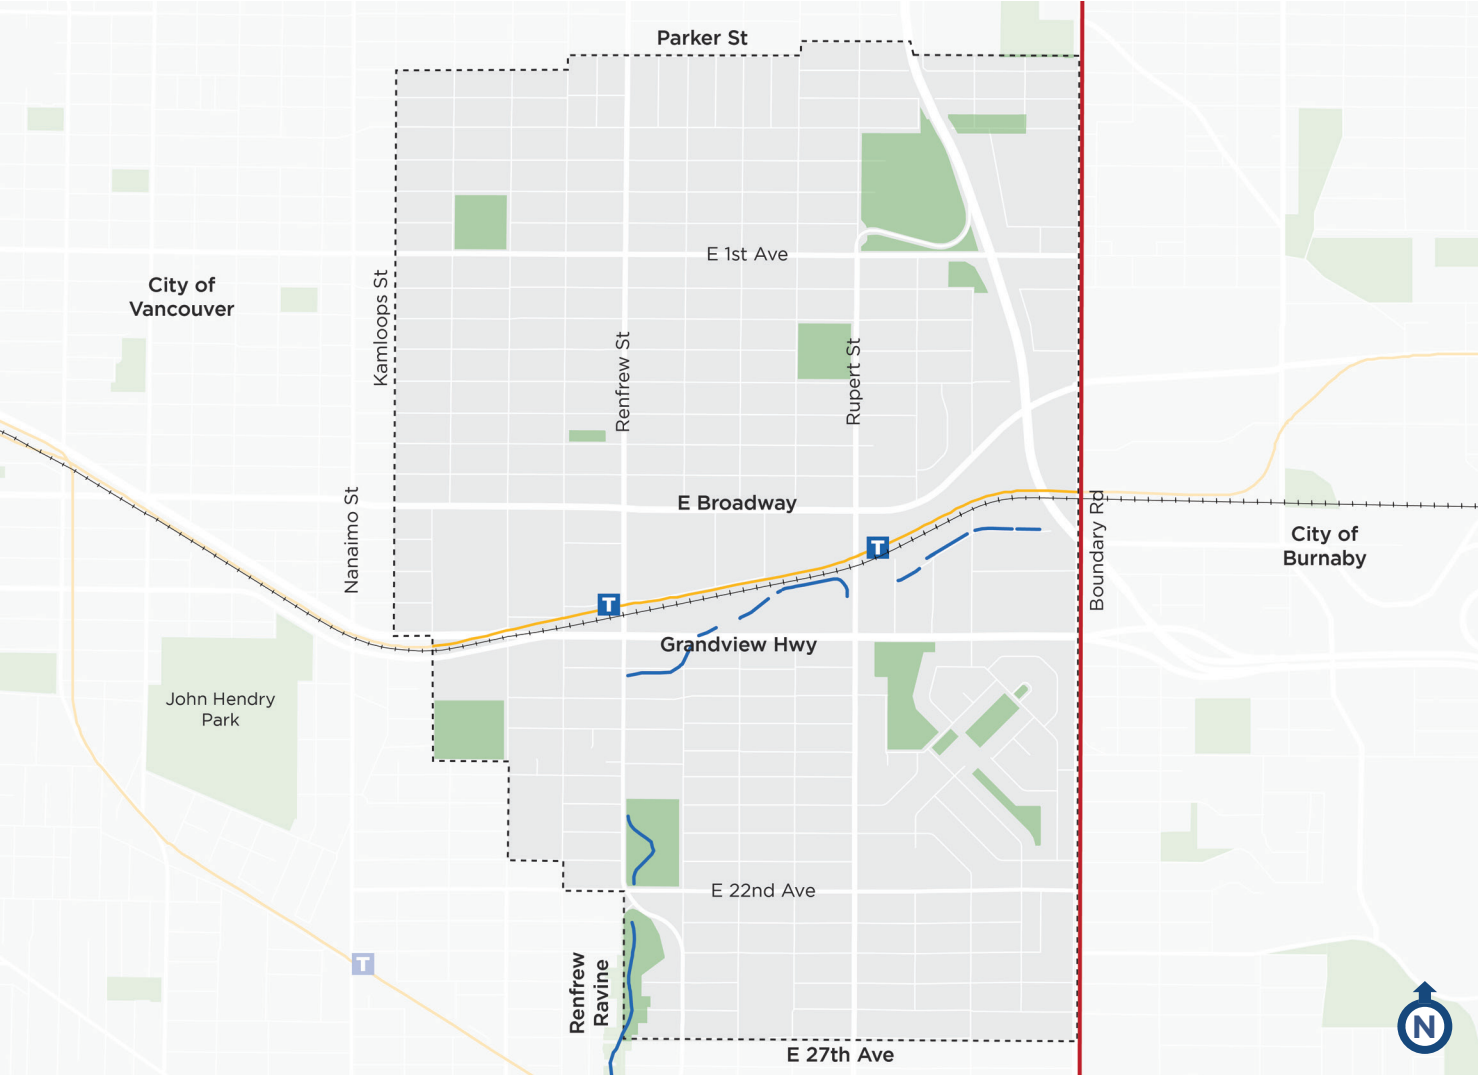 Parker St
E 1st Ave
City of
Vancouver
Kamloops St
Renfrew St
Rupert St
E Broadway
Nanaimo St
Boundary Rd
City of
Burnaby
T
T
Grandview Hwy
John Hendry
Park
E 22nd Ave
T
Renfrew
Ravine
N
E 27th Ave